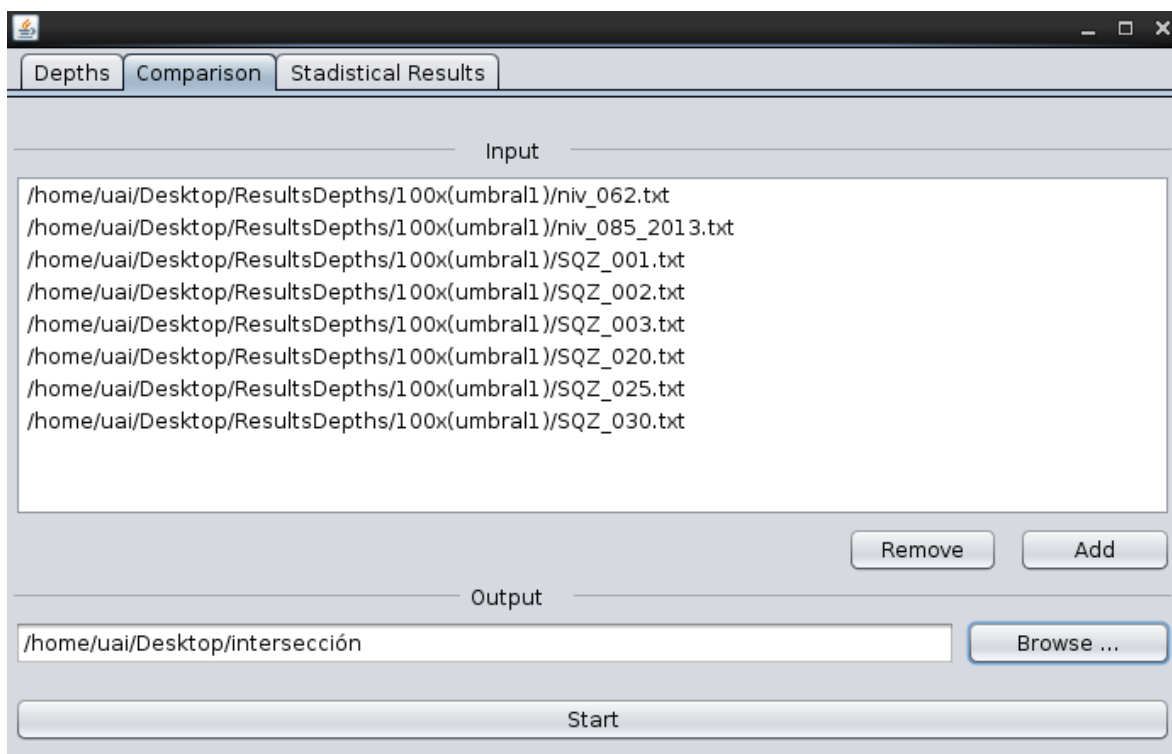 Depths Comparison Stadistical Results
Input
/home/uai/Desktop/ResultsDepths/100x(umbral1)/niv_062.txt
/home/uai/Desktop/ResultsDepths/100x(umbral1)/niv_085_2013.txt
/home/uai/Desktop/ResultsDepths/100x(umbral1)/SQZ_001.txt
/home/uai/Desktop/ResultsDepths/100x(umbral1)/SQZ_002.txt
/home/uai/Desktop/ResultsDepths/100x(umbral1)/SQZ_003.txt
/home/uai/Desktop/ResultsDepths/100x(umbral1)/SQZ_020.txt
/home/uai/Desktop/ResultsDepths/100x(umbral1)/SQZ_025.txt
/home/uai/Desktop/ResultsDepths/100x(umbral1)/SQZ_030.txt
Remove Add
Output
/home/uai/Desktop/intersección Browse ...
Start